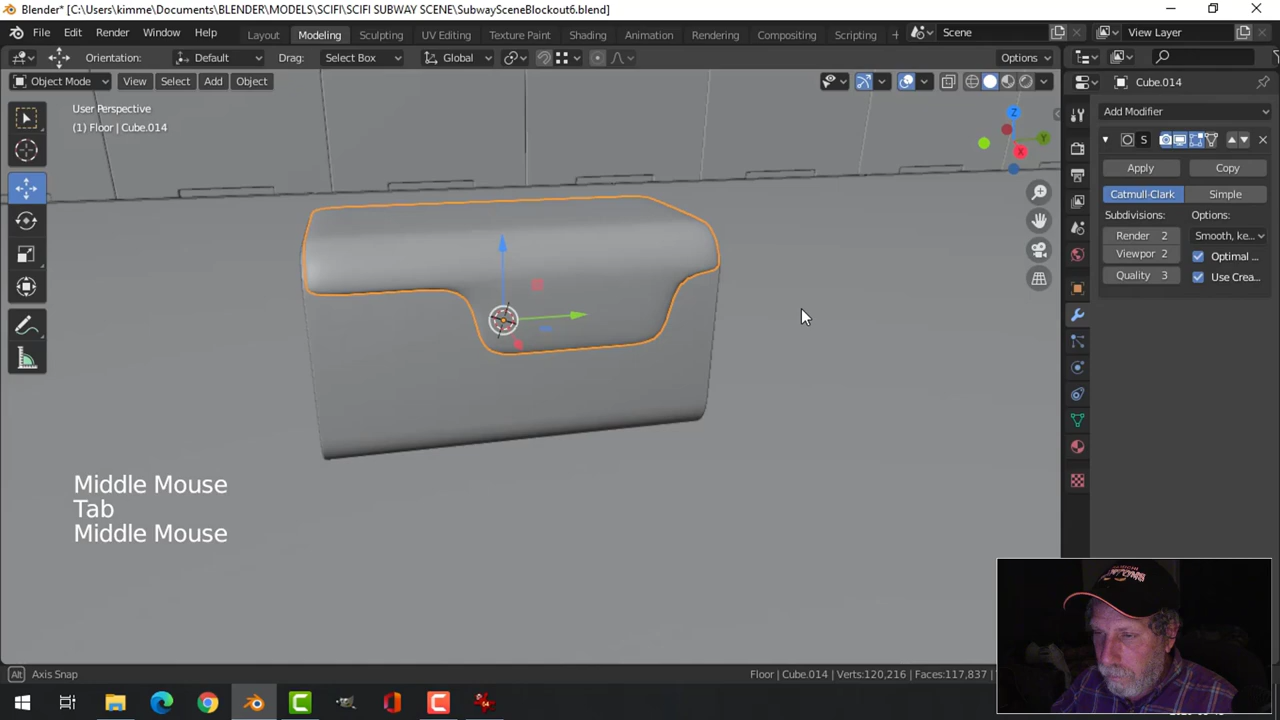 Blender* [C:\Users\kimme\Documents\BLENDER\MODELS\SCIFI\SCIFI SUBWAY SCENE\SubwaySceneBlockout6.blend]
File Edit Render Window Help Layout Modeling Sculpting UV Editing Texture Paint Shading Animation Rendering Compositing Scripting + Scene View Layer
Orientation: Default Drag: Select Box Global Options
Object Mode View Select Add Object Cube.014
User Perspective
(1) Floor | Cube.014
Z
Y
X
Add Modifier
S
Apply Copy
Catmull-Clark Simple
Subdivisions: Options:
Render 2 Smooth, ke...
Viewpor 2 Optimal ...
Quality 3 Use Crea...
Middle Mouse
Tab
Middle Mouse
Alt Axis Snap Floor | Cube.014 Verts:120,216 Faces:117,837